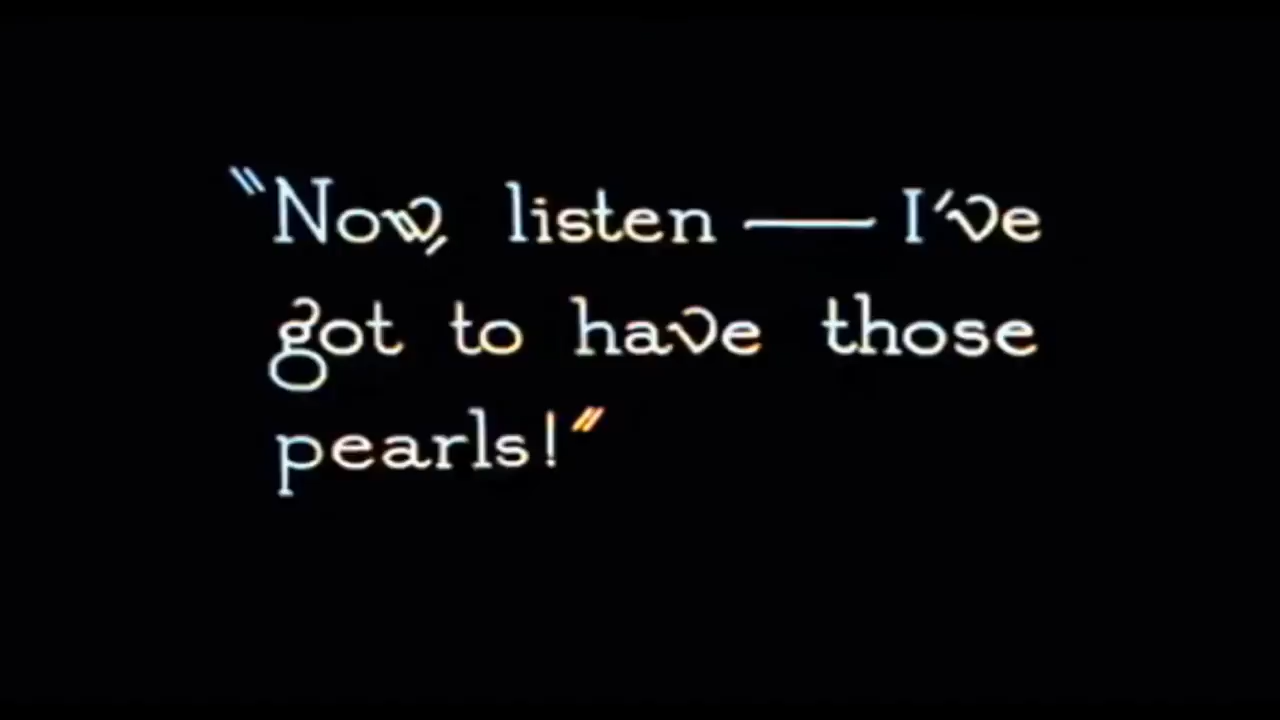 "Now, listen — I've
got to have those
pearls!"